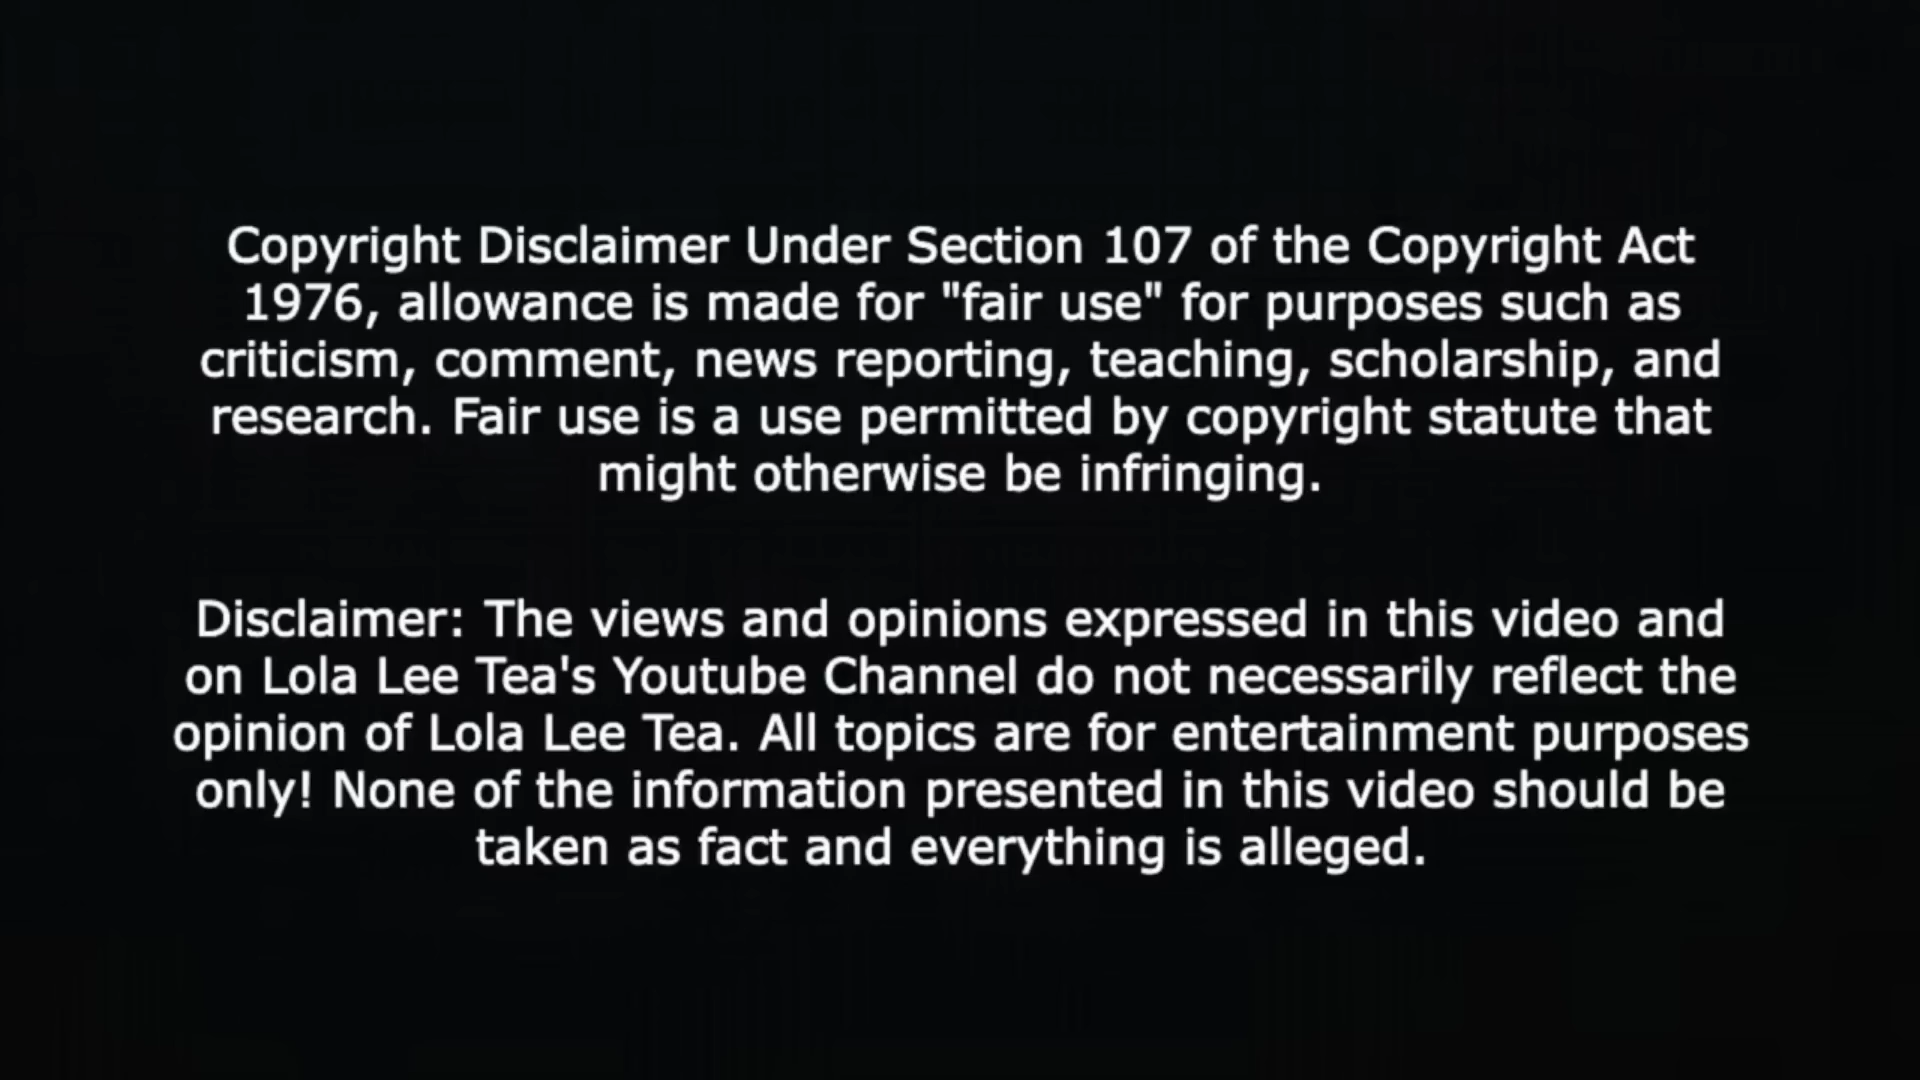 Copyright Disclaimer Under Section 107 of the Copyright Act
1976, allowance is made for "fair use" for purposes such as
criticism, comment, news reporting, teaching, scholarship, and
research. Fair use is a use permitted by copyright statute that
might otherwise be infringing.
Disclaimer: The views and opinions expressed in this video and
on Lola Lee Tea's Youtube Channel do not necessarily reflect the
opinion of Lola Lee Tea. All topics are for entertainment purposes
only! None of the information presented in this video should be
taken as fact and everything is alleged.